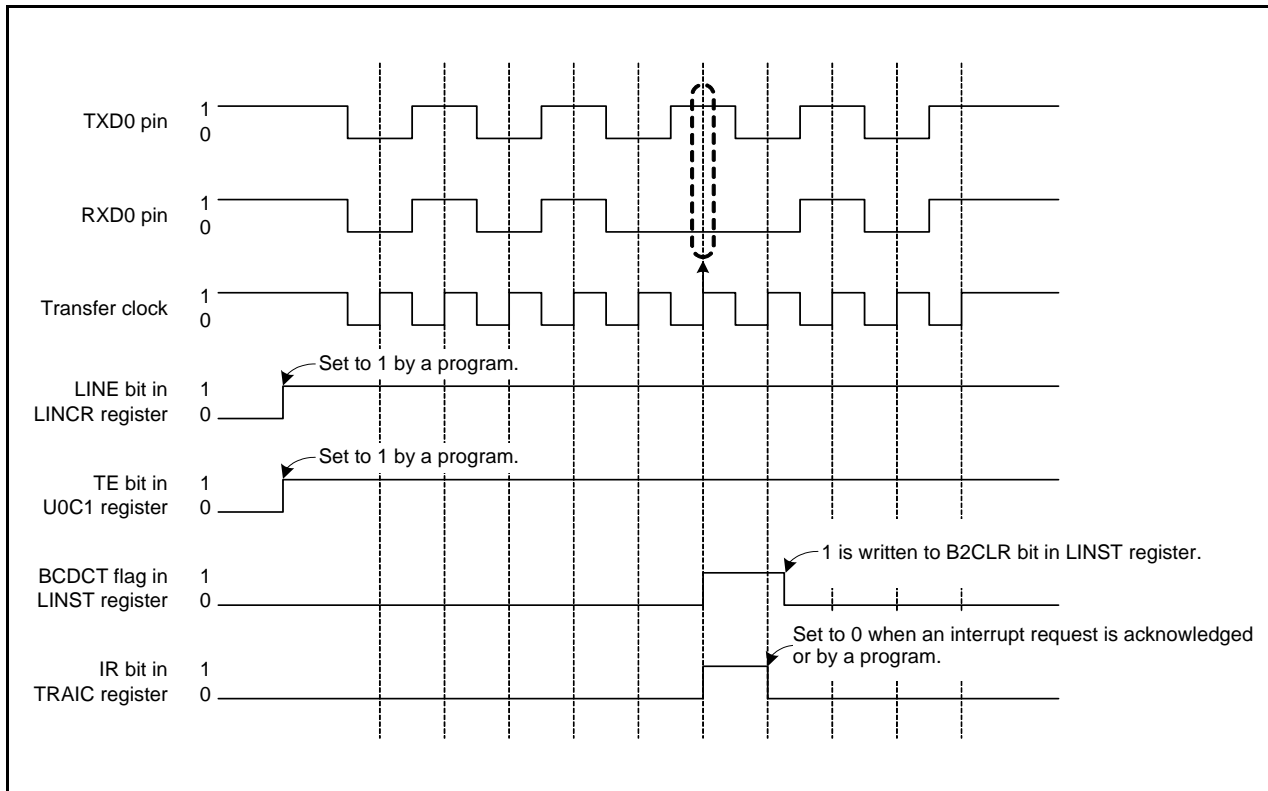 TXD0 pin
1
0
RXD0 pin
1
0
Transfer clock
1
0
Set to 1 by a program.
LINE bit in
LINCR register
1
0
Set to 1 by a program.
TE bit in
U0C1 register
1
0
1 is written to B2CLR bit in LINST register.
BCDCT flag in
LINST register
1
0
Set to 0 when an interrupt request is acknowledged
or by a program.
IR bit in
TRAIC register
1
0